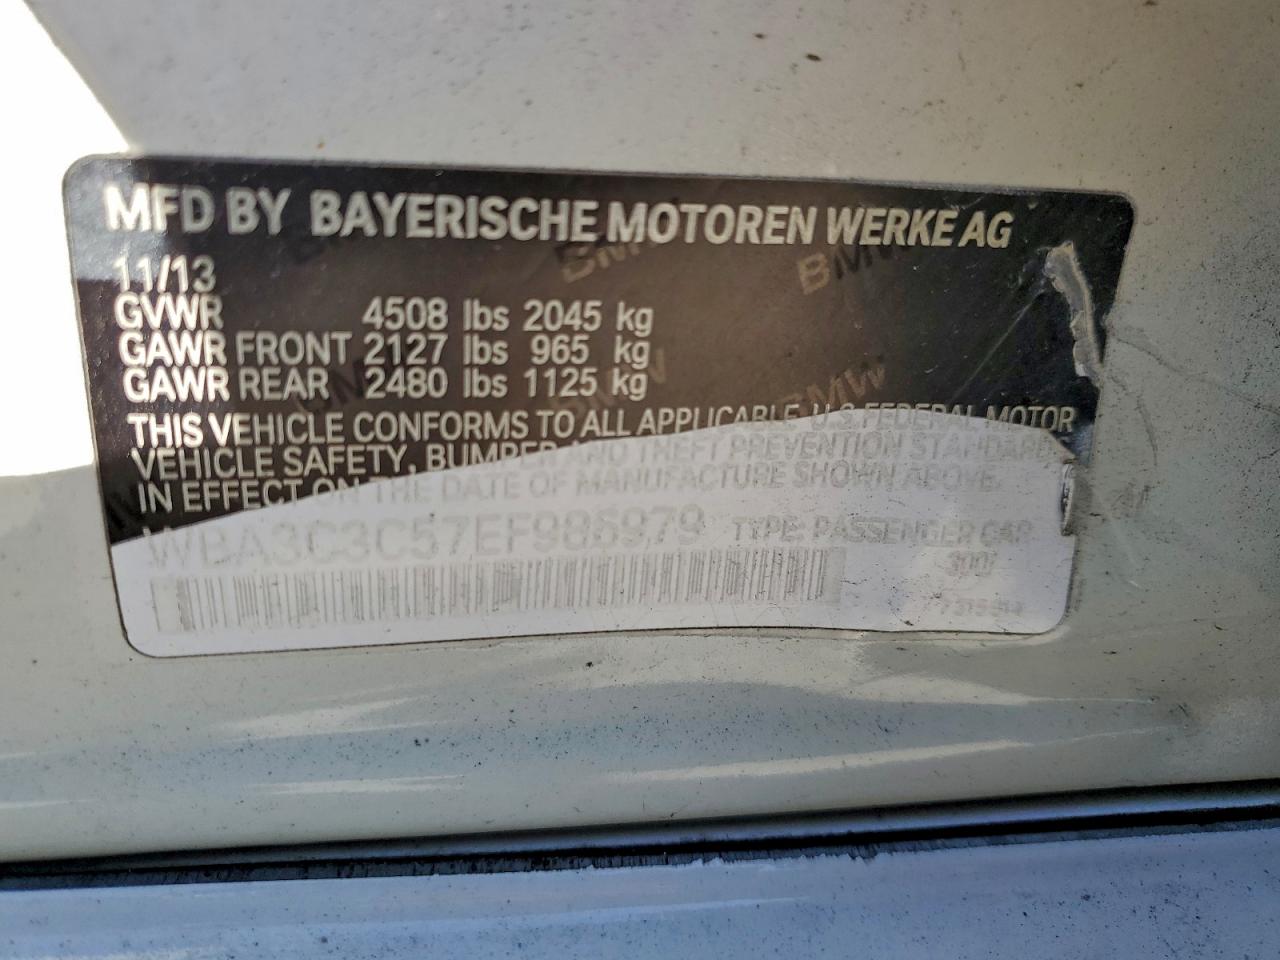 MFD BY BAYERISCHE MOTOREN WERKE AG
11/13
GVWR 4508 lbs 2045 kg
GAWR FRONT 2127 lbs 965 kg
GAWR REAR 2480 lbs 1125 kg
THIS VEHICLE CONFORMS TO ALL APPLICABLE U.S. FEDERAL MOTOR
VEHICLE SAFETY, BUMPER AND THEFT PREVENTION STANDARDS
IN EFFECT ON THE DATE OF MANUFACTURE SHOWN ABOVE.
WBA3C3C57EF986979 TYPE: PASSENGER CAR